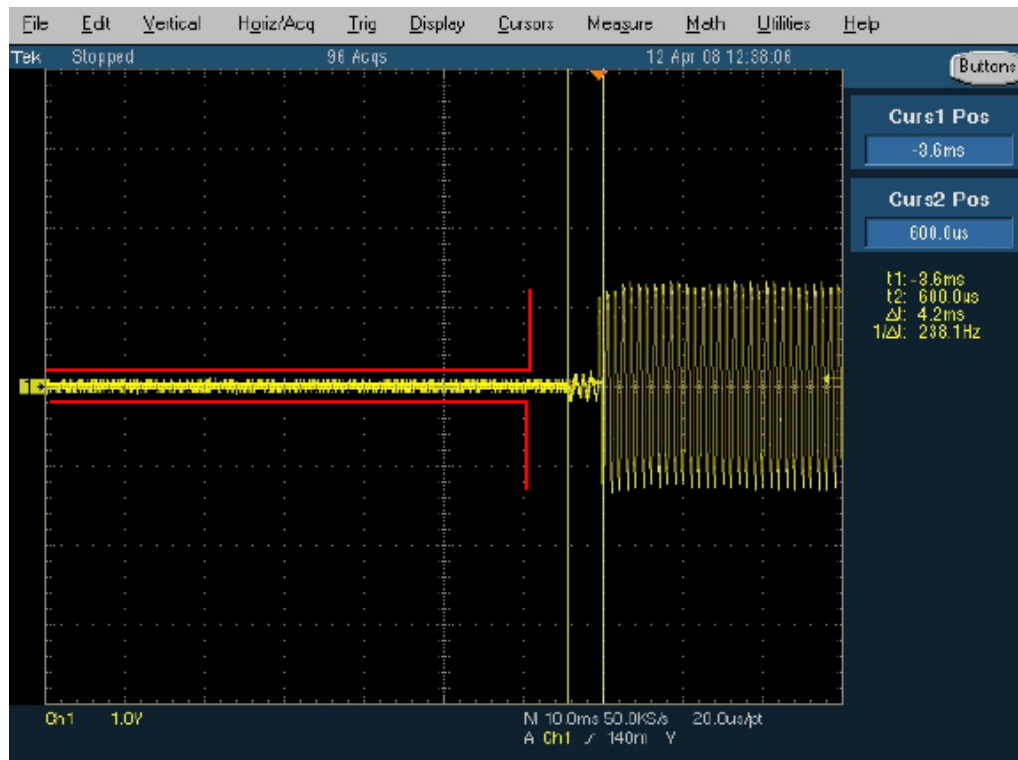 File Edit Vertical Horiz/Acq Trig Display Cursors Measure Math Utilities Help
Tek Stopped 96 Acqs 12 Apr 08 12:38:06
Buttons
Curs1 Pos
-3.6ms
Curs2 Pos
600.0us
t1: -3.6ms
t2: 600.0us
Δt: 4.2ms
1/Δt: 238.1Hz
1
Ch1 1.0V M 10.0ms 50.0KS/s 20.0us/pt
A Ch1 140m V